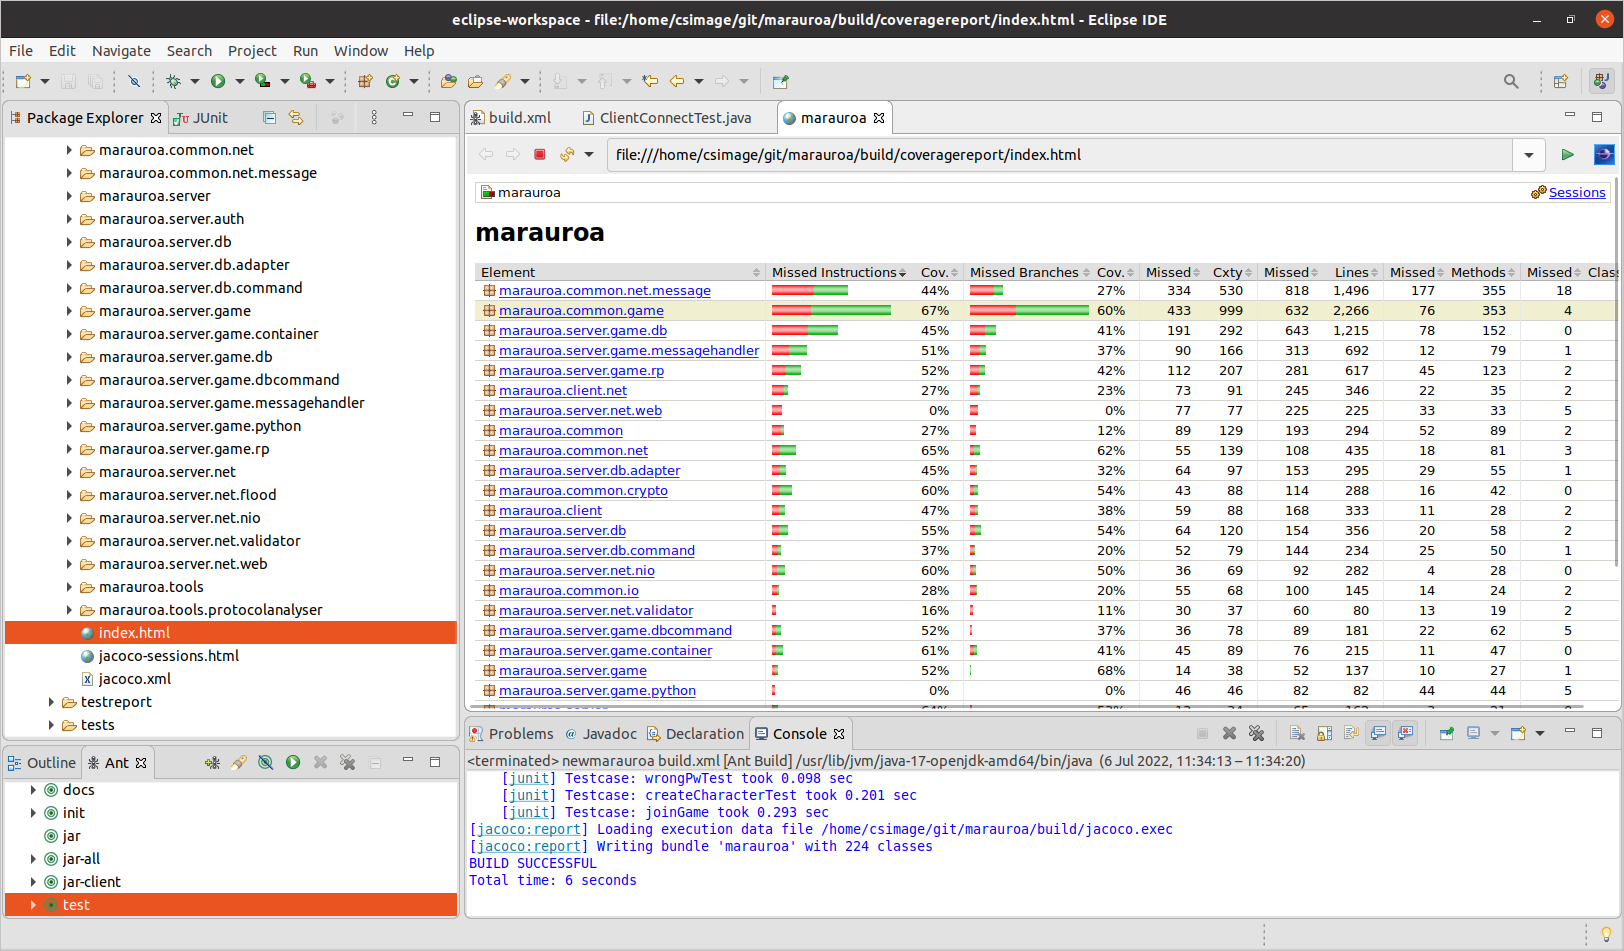 eclipse-workspace - file:/home/csimage/git/marauroa/build/coveragereport/index.html - Eclipse IDE
File Edit Navigate Search Project Run Window Help
Package Explorer JUnit
marauroa.common.net
marauroa.common.net.message
marauroa.server
marauroa.server.auth
marauroa.server.db
marauroa.server.db.adapter
marauroa.server.db.command
marauroa.server.game
marauroa.server.game.container
marauroa.server.game.db
marauroa.server.game.dbcommand
marauroa.server.game.messagehandler
marauroa.server.game.python
marauroa.server.game.rp
marauroa.server.net
marauroa.server.net.flood
marauroa.server.net.nio
marauroa.server.net.validator
marauroa.server.net.web
marauroa.tools
marauroa.tools.protocolanalyser
index.html
jacoco-sessions.html
jacoco.xml
testreport
tests
Outline Ant
docs
init
jar
jar-all
jar-client
test
build.xml ClientConnectTest.java marauroa
file:///home/csimage/git/marauroa/build/coveragereport/index.html
marauroa Sessions
marauroa
Element Missed Instructions Cov. Missed Branches Cov. Missed Cxty Missed Lines Missed Methods Missed Clas
marauroa.common.net.message 44% 27% 334 530 818 1,496 177 355 18
marauroa.common.game 67% 60% 433 999 632 2,266 76 353 4
marauroa.server.game.db 45% 41% 191 292 643 1,215 78 152 0
marauroa.server.game.messagehandler 51% 37% 90 166 313 692 12 79 1
marauroa.server.game.rp 52% 42% 112 207 281 617 45 123 2
marauroa.client.net 27% 23% 73 91 245 346 22 35 2
marauroa.server.net.web 0% 0% 77 77 225 225 33 33 5
marauroa.common 27% 12% 89 129 193 294 52 89 2
marauroa.common.net 65% 62% 55 139 108 435 18 81 3
marauroa.server.db.adapter 45% 32% 64 97 153 295 29 55 1
marauroa.common.crypto 60% 54% 43 88 114 288 16 42 0
marauroa.client 47% 38% 59 88 168 333 11 28 2
marauroa.server.db 55% 54% 64 120 154 356 20 58 2
marauroa.server.db.command 37% 20% 52 79 144 234 25 50 1
marauroa.server.net.nio 60% 50% 36 69 92 282 4 28 0
marauroa.common.io 28% 20% 55 68 100 145 14 24 2
marauroa.server.net.validator 16% 11% 30 37 60 80 13 19 2
marauroa.server.game.dbcommand 52% 37% 36 78 89 181 22 62 5
marauroa.server.game.container 61% 41% 45 89 76 215 11 47 0
marauroa.server.game 52% 68% 14 38 52 137 10 27 1
marauroa.server.game.python 0% 0% 46 46 82 82 44 44 5
Problems Javadoc Declaration Console
<terminated> newmarauroa build.xml [Ant Build] /usr/lib/jvm/java-17-openjdk-amd64/bin/java (6 Jul 2022, 11:34:13 – 11:34:20)
[junit] Testcase: wrongPwTest took 0.098 sec
[junit] Testcase: createCharacterTest took 0.201 sec
[junit] Testcase: joinGame took 0.293 sec
[jacoco:report] Loading execution data file /home/csimage/git/marauroa/build/jacoco.exec
[jacoco:report] Writing bundle 'marauroa' with 224 classes
BUILD SUCCESSFUL
Total time: 6 seconds